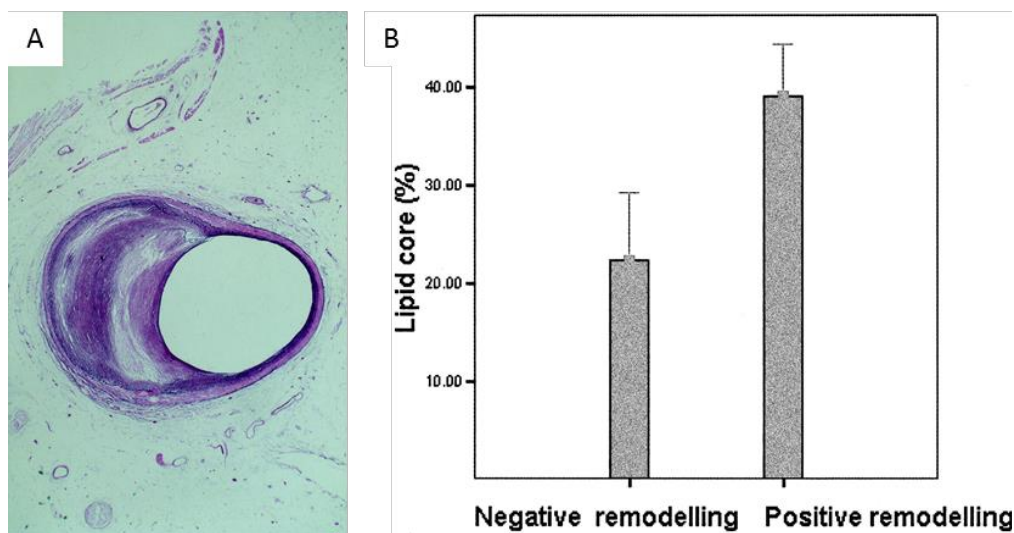 A
B
Lipid core (%)
40.00
30.00
20.00
10.00
Negative remodelling
Positive remodelling